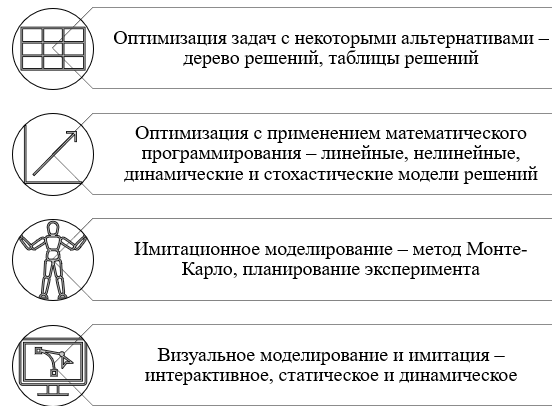 Оптимизация задач с некоторыми альтернативами –
дерево решений, таблицы решений
Оптимизация с применением математического
программирования – линейные, нелинейные,
динамические и стохастические модели решений
Имитационное моделирование – метод Монте-
Карло, планирование эксперимента
Визуальное моделирование и имитация –
интерактивное, статическое и динамическое